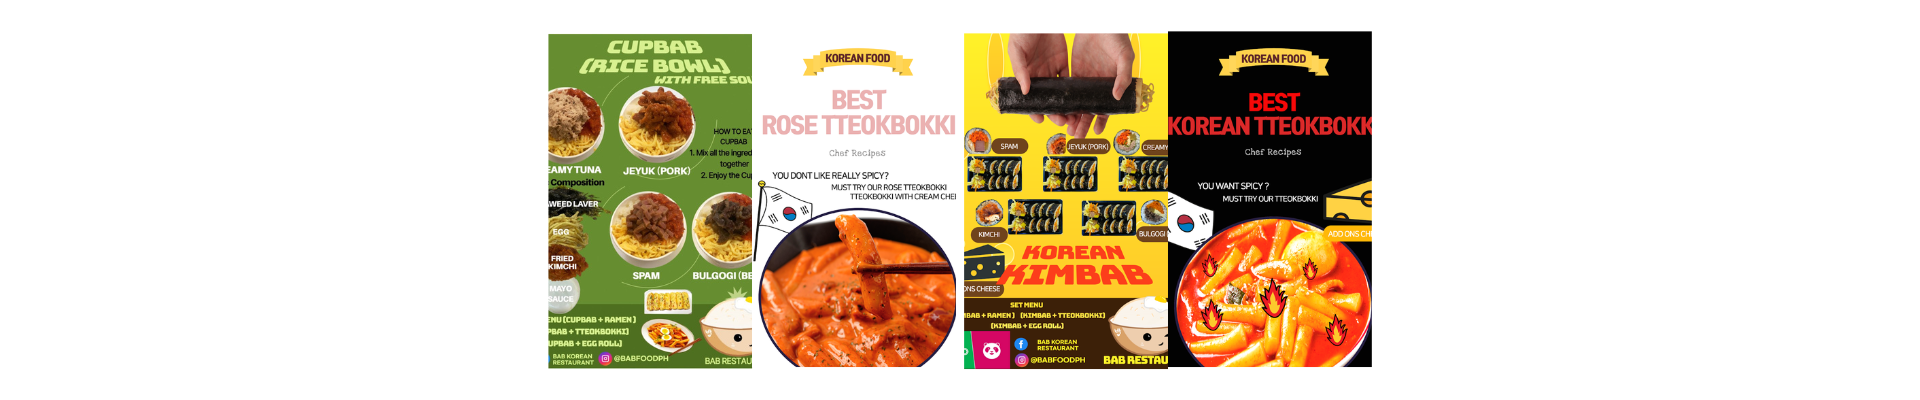 CUPBAB
(RICE BOWL)
WITH FREE SOU
HOW TO EA
CUPBAB
1. Mix all the ingred
together
2. Enjoy the Cu
EAMY TUNA
JEYUK (PORK)
Composition
WEED LAVER
EGG
FRIED
KIMCHI
MAYO
SAUCE
SPAM
BULGOGI (BE
ENU (CUPBAB + RAMEN )
PBAB + TTEOKBOKKI)
UPBAB + EGG ROLL)
BAB KOREAN
RESTAURANT
@BABFOODPH
BAB RESTAU
KOREAN FOOD
BEST
ROSE TTEOKBOKKI
Chef Recipes
YOU DONT LIKE REALLY SPICY?
MUST TRY OUR ROSE TTEOKBOKKI
TTEOKBOKKI WITH CREAM CHE
SPAM
JEYUK (PORK)
CREAMY
KIMCHI
BULGOGI
KOREAN
KIMBAB
ONS CHEESE
SET MENU
MBAB + RAMEN ) (KIMBAB + TTEOKBOKKI)
(KIMBAB + EGG ROLL)
BAB KOREAN
RESTAURANT
@BABFOODPH
BAB RESTAU
KOREAN FOOD
BEST
KOREAN TTEOKBOKK
Chef Recipes
YOU WANT SPICY ?
MUST TRY OUR TTEOKBOKKI
ADD ONS CH